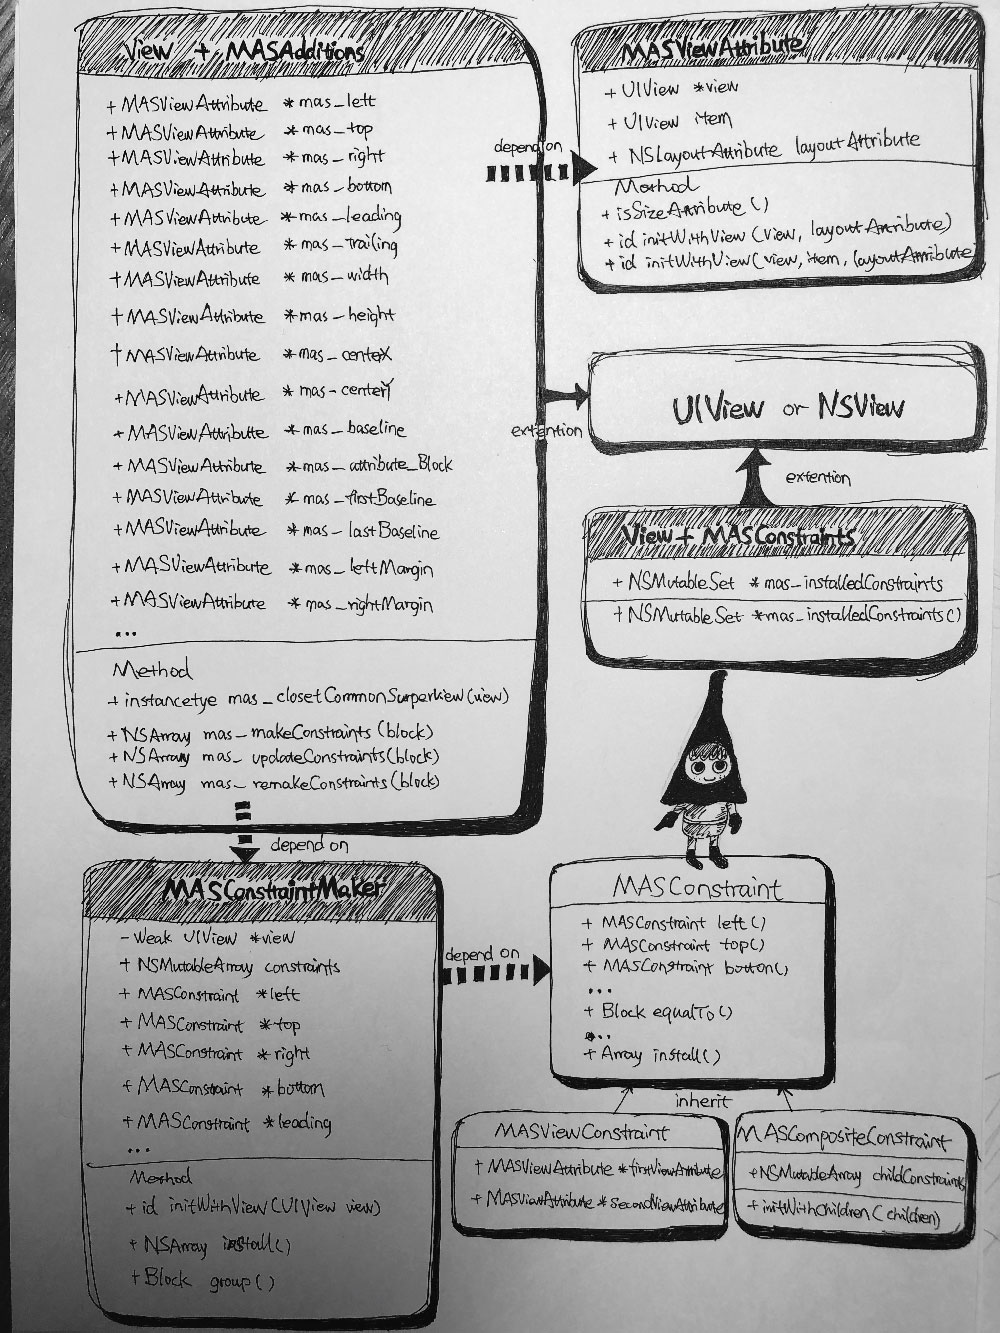 View + MASAdditions
+ MASViewAttribute *mas_left
+ MASViewAttribute *mas_top
+ MASViewAttribute *mas_right
+ MASViewAttribute *mas_bottom
+ MASViewAttribute *mas_leading
+ MASViewAttribute *mas_trailing
+ MASViewAttribute *mas_width
+ MASViewAttribute *mas_height
+ MASViewAttribute *mas_centeX
+ MASViewAttribute *mas_centerY
+ MASViewAttribute *mas_baseline
+ MASViewAttribute *mas_attribute_Block
+ MASViewAttribute *mas_firstBaseline
+ MASViewAttribute *mas_lastBaseline
+ MASViewAttribute *mas_leftMargin
+ MASViewAttribute *mas_rightMargin
...
Method
+ instancetye mas_closetCommonSurperView(view)
+ NSArray mas_makeConstraints(block)
+ NSArray mas_updateConstraints(block)
+ NSArray mas_remakeConstraints(block)
depend on
MASViewAttribute
+ UIView *view
+ UIView item
+ NSLayoutAttribute layoutAttribute
Method
+ isSizeAttribute()
+ id initWithView(view, layoutAttribute)
+ id initWithView(view, item, layoutAttribute
extention
UIView or NSView
extention
View + MASConstraints
+ NSMutableSet *mas_installedConstraints
+ NSMutableSet *mas_installedConstraints()
depend on
MASConstraintMaker
- Weak UIView *view
+ NSMutableArray constraints
+ MASConstraint *left
+ MASConstraint *top
+ MASConstraint *right
+ MASConstraint *bottom
+ MASConstraint *leading
...
Method
+ id initWithView(UIView view)
+ NSArray install()
+ Block group()
depend on
MASConstraint
+ MASConstraint left()
+ MASConstraint top()
+ MASConstraint botton()
...
+ Block equalTo()
...
+ Array install()
inherit
MASViewConstraint
+ MASViewAttribute *firstViewAttribute
+ MASViewAttribute *secondViewAttribute
MASCompositeConstraint
+NSMutableArray childConstraints
+initWithChildren(children)